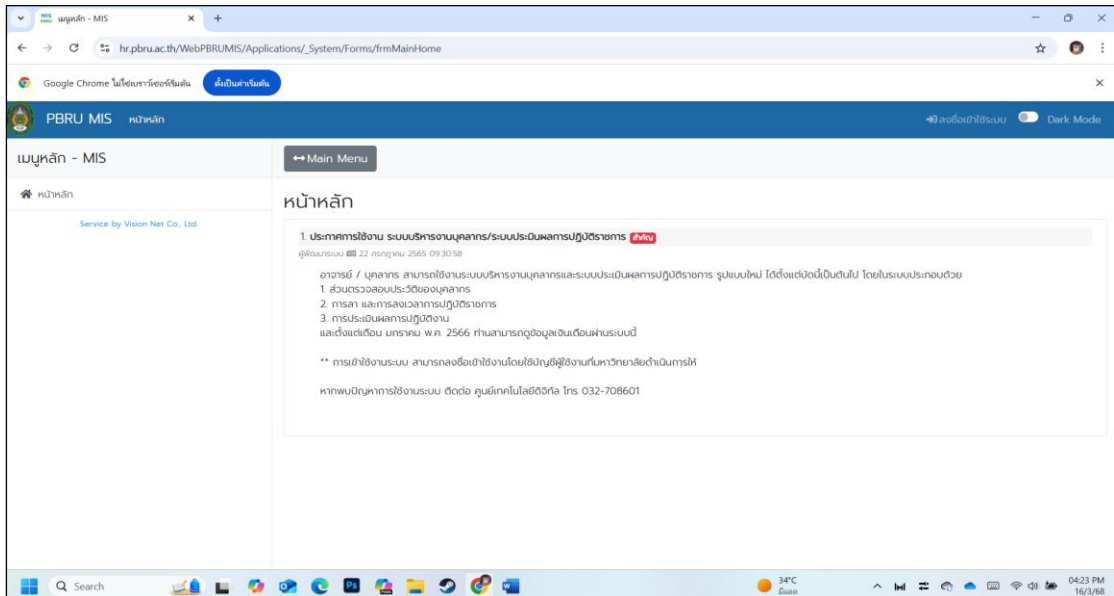 เมนูหลัก - MIS
hr.pbru.ac.th/WebPBRUMIS/Applications/_System/Forms/frmMainHome
Google Chrome ไม่ใช่เบราว์เซอร์เริ่มต้น ตั้งเป็นค่าเริ่มต้น
PBRU MIS หน้าหลัก ลงชื่อเข้าใช้ระบบ Dark Mode
เมนูหลัก - MIS
Main Menu
หน้าหลัก
Service by Vision Net Co., Ltd.
หน้าหลัก
1. ประกาศการใช้งาน ระบบบริหารงานบุคลากร/ระบบประเมินผลการปฏิบัติราชการ สำคัญ
ผู้พัฒนาระบบ 22 กรกฎาคม 2565 09:30:58
อาจารย์ / บุคลากร สามารถใช้งานระบบบริหารงานบุคลากรและระบบประเมินผลการปฏิบัติราชการ รูปแบบใหม่ ได้ตั้งแต่บัดนี้เป็นต้นไป โดยในระบบประกอบด้วย
1. ส่วนตรวจสอบประวัติของบุคลากร
2. การลา และการลงเวลาการปฏิบัติราชการ
3. การประเมินผลการปฏิบัติงาน
และตั้งแต่เดือน มกราคม พ.ศ. 2566 ท่านสามารถดูข้อมูลเงินเดือนผ่านระบบนี้
** การเข้าใช้งานระบบ สามารถลงชื่อเข้าใช้งานโดยใช้บัญชีผู้ใช้งานที่มหาวิทยาลัยดำเนินการให้
หากพบปัญหาการใช้งานระบบ ติดต่อ ศูนย์เทคโนโลยีดิจิทัล โทร 032-708601
Search
34°C
มีแดด
04:23 PM
16/3/68